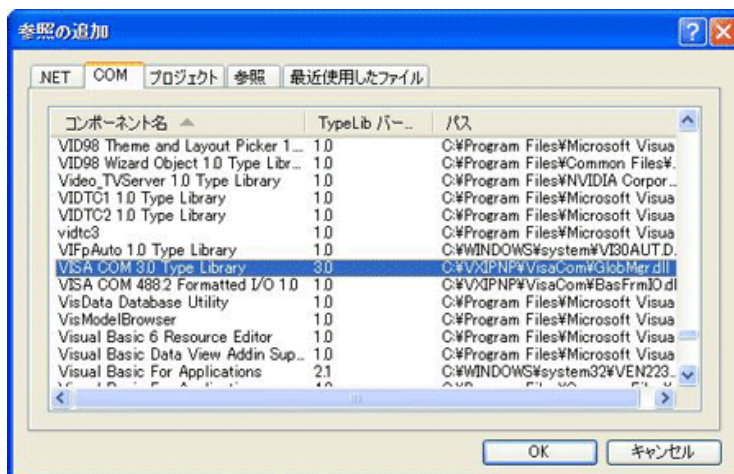 参照の追加
.NET COM プロジェクト 参照 最近使用したファイル
コンポーネント名 TypeLib バー... パス
VID98 Theme and Layout Picker 1... 1.0 C:¥Program Files¥Microsoft Visua
VID98 Wizard Object 1.0 Type Libr... 1.0 C:¥Program Files¥Common Files¥.
Video_TVServer 1.0 Type Library 1.0 C:¥Program Files¥NVIDIA Corpor...
VIDTC1 1.0 Type Library 1.0 C:¥Program Files¥Microsoft Visua
VIDTC2 1.0 Type Library 1.0 C:¥Program Files¥Microsoft Visua
vidtc3 1.0 C:¥Program Files¥Microsoft Visua
VIFpAuto 1.0 Type Library 1.0 C:¥WINDOWS¥system¥VI30AUT.D.
VISA COM 3.0 Type Library 3.0 C:¥VXIPNP¥VisaCom¥GlobMgr.dll
VISA COM 488.2 Formatted I/O 1.0 1.0 C:¥VXIPNP¥VisaCom¥BasFrmIO.dl
VisData Database Utility 1.0 C:¥Program Files¥Microsoft Visua
VisModelBrowser 1.0 C:¥Program Files¥Microsoft Visua
Visual Basic 6 Resource Editor 1.0 C:¥Program Files¥Microsoft Visua
Visual Basic Data View Addin Sup... 1.0 C:¥Program Files¥Microsoft Visua
Visual Basic For Applications 2.1 C:¥WINDOWS¥system32¥VEN223...
OK キャンセル